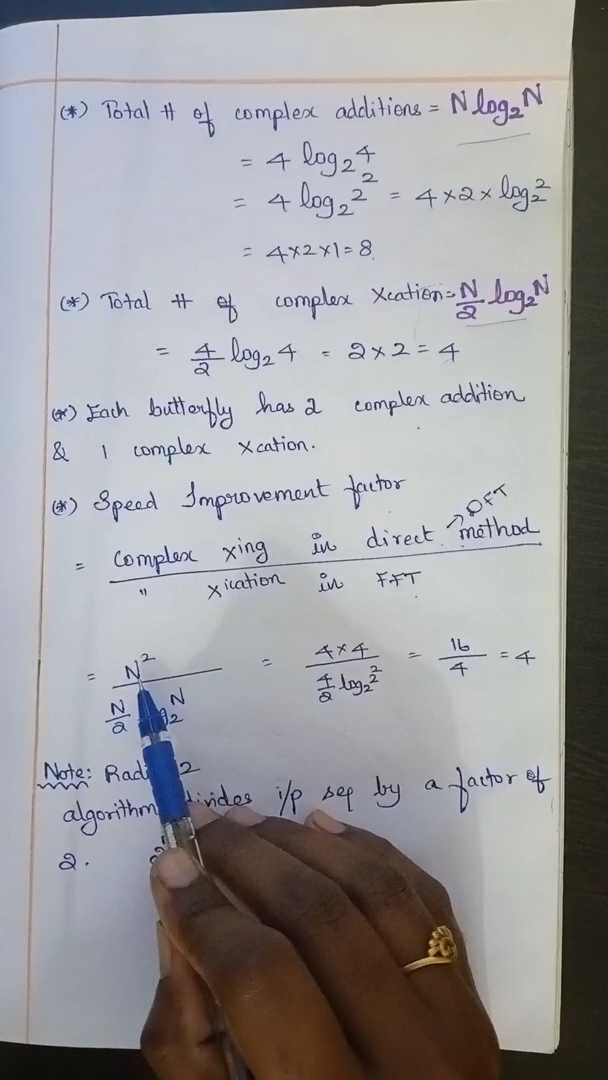 (*) Total # of complex additions = N log₂N
= 4 log₂4
= 4 log₂2² = 4×2×log₂2
= 4×2×1=8.
(*) Total # of complex Xcation = N/2 log₂N
= 4/2 log₂4 = 2×2=4
(*) Each butterfly has 2 complex addition
& 1 complex xcation.
(*) Speed Improvement factor
= Complex xing in direct method → DFT
" xication in FFT
= N² / N/2 log₂N = 4×4 / 4/2 log₂2² = 16/4 = 4
Note: Radix 2
algorithm divides i/p seq by a factor of
2.